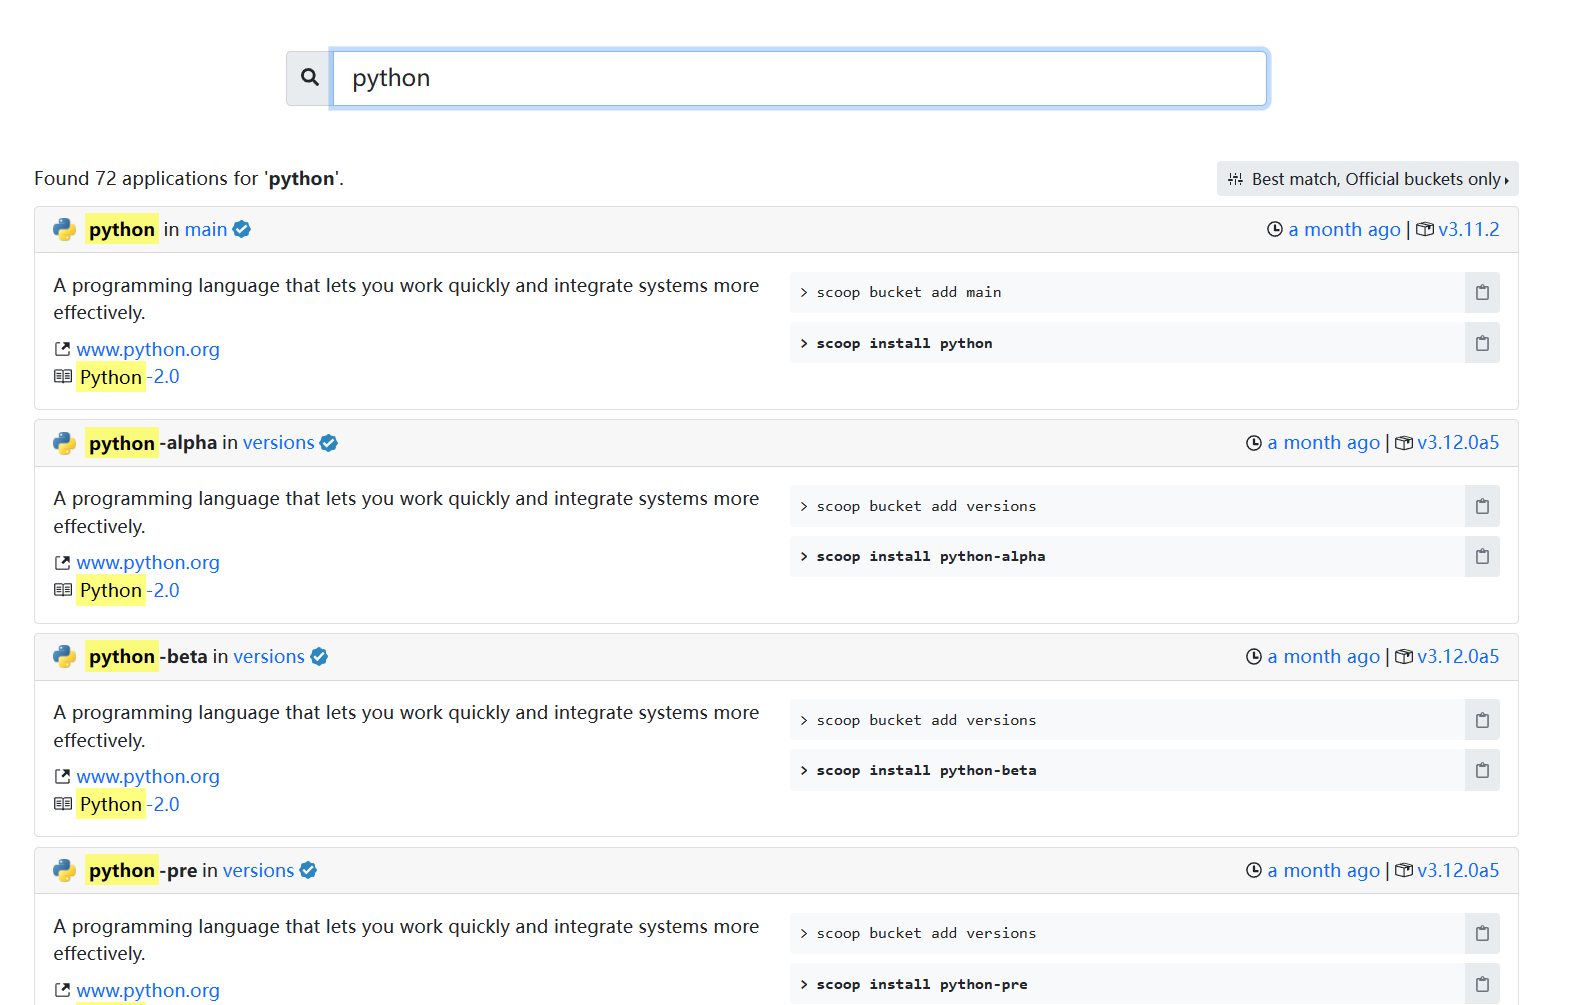 python
Found 72 applications for 'python'.
Best match, Official buckets only
python in main
a month ago | v3.11.2
A programming language that lets you work quickly and integrate systems more
effectively.
www.python.org
Python-2.0
> scoop bucket add main
> scoop install python
python-alpha in versions
a month ago | v3.12.0a5
A programming language that lets you work quickly and integrate systems more
effectively.
www.python.org
Python-2.0
> scoop bucket add versions
> scoop install python-alpha
python-beta in versions
a month ago | v3.12.0a5
A programming language that lets you work quickly and integrate systems more
effectively.
www.python.org
Python-2.0
> scoop bucket add versions
> scoop install python-beta
python-pre in versions
a month ago | v3.12.0a5
A programming language that lets you work quickly and integrate systems more
effectively.
www.python.org
> scoop bucket add versions
> scoop install python-pre